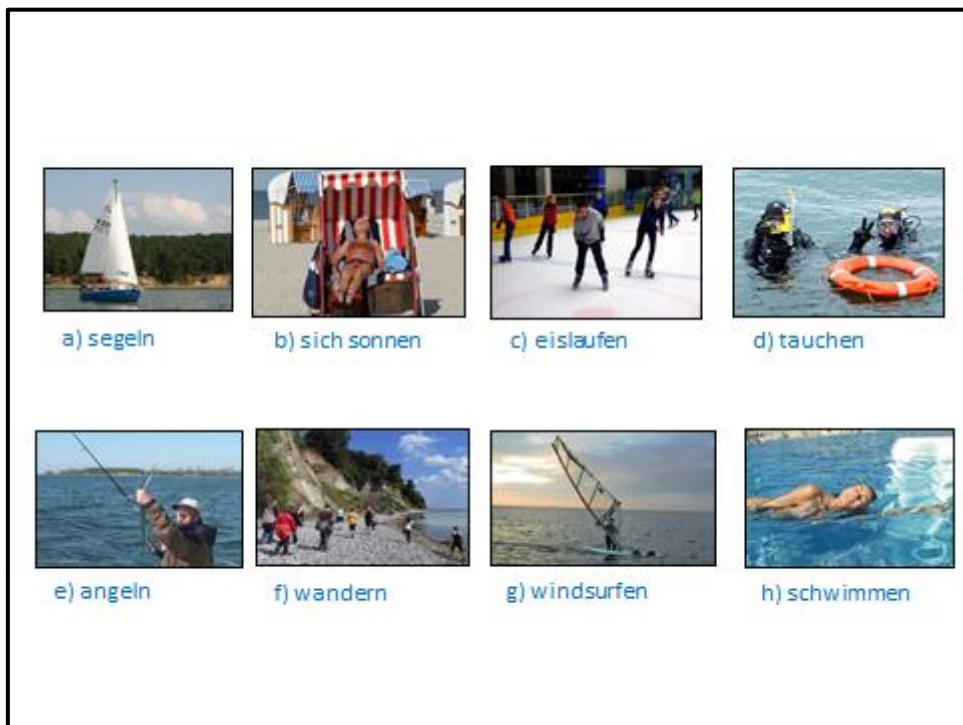 a) segeln
b) sich sonnen
c) eislaufen
d) tauchen
e) angeln
f) wandern
g) windsurfen
h) schwimmen